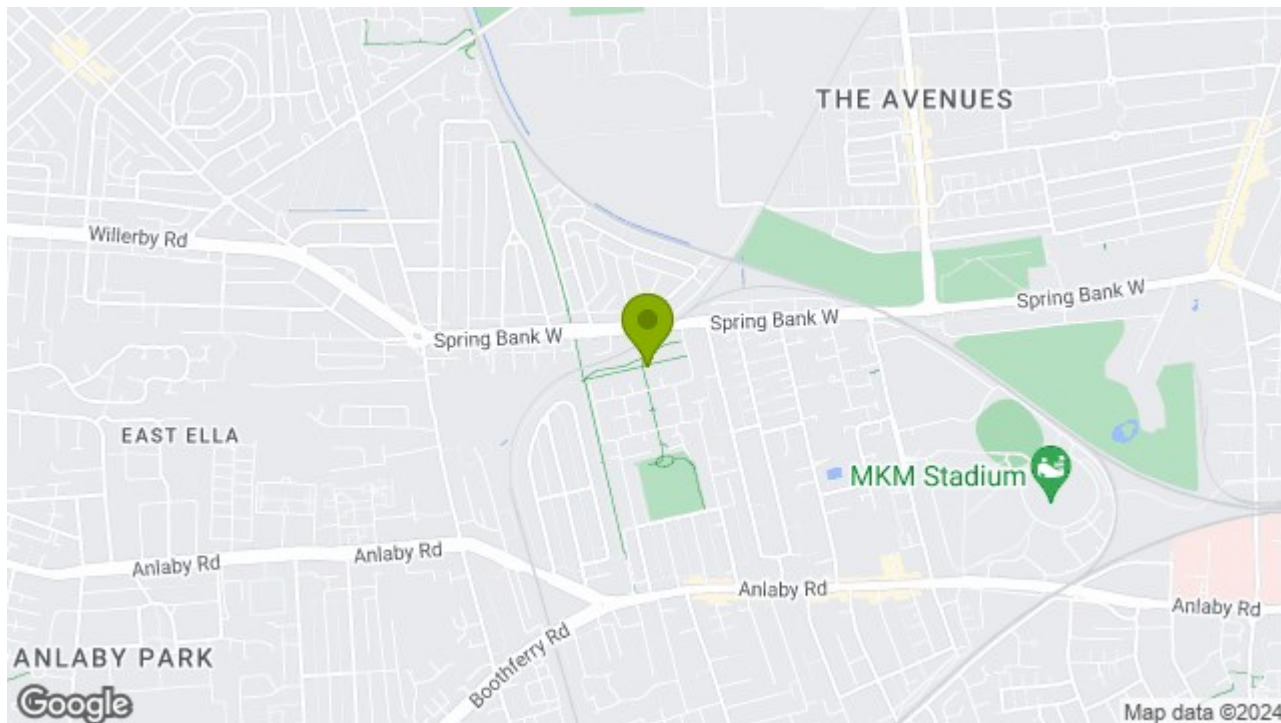 THE AVENUES
Willerby Rd
Spring Bank W
Spring Bank W
Spring Bank W
EAST ELLA
MKM Stadium
Anlaby Rd
Anlaby Rd
Anlaby Rd
Anlaby Rd
Boothferry Rd
ANLABY PARK
Google
Map data ©2024